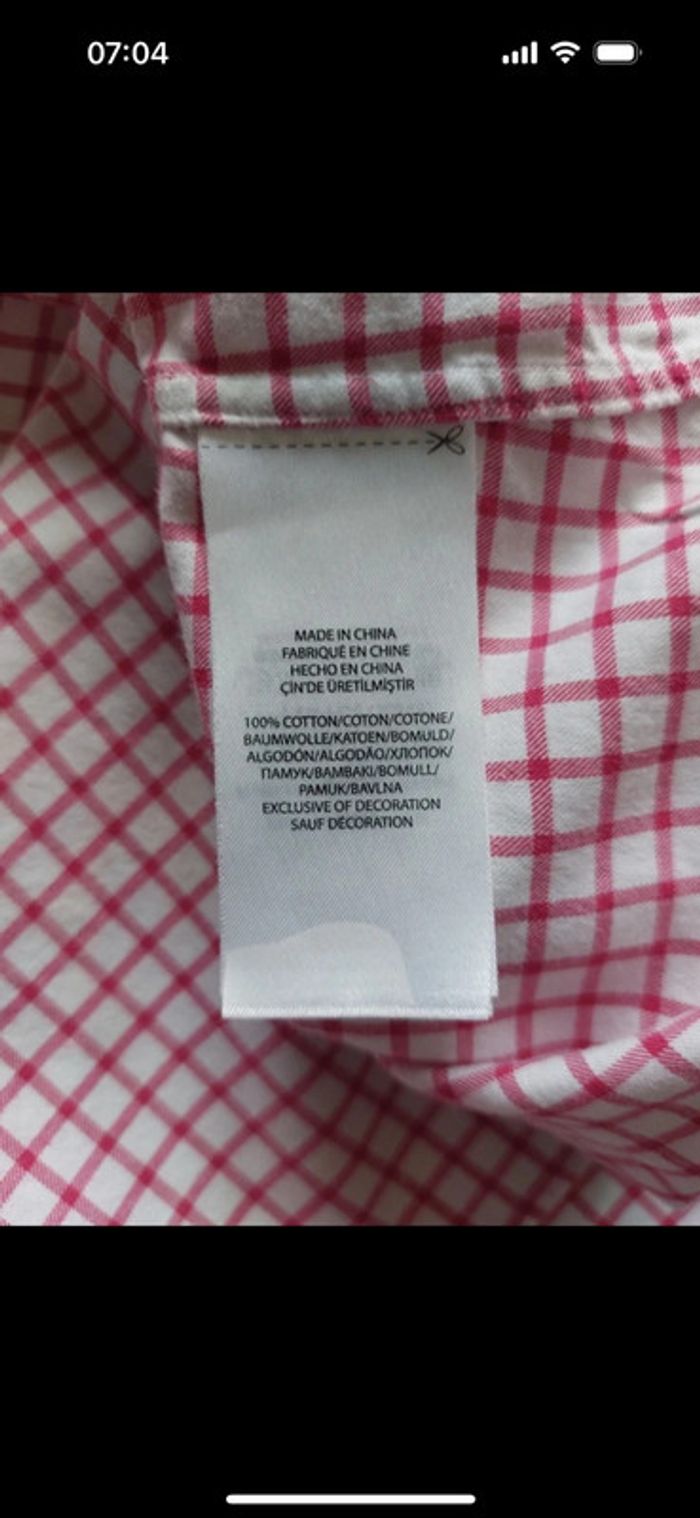 07:04
MADE IN CHINA
FABRIQUÉ EN CHINE
HECHO EN CHINA
ÇİN'DE ÜRETİLMİŞTİR
100% COTTON/COTON/COTONE/
BAUMWOLLE/KATOEN/BOMULD/
ALGODÓN/ALGODÃO/ХЛОПОК/
ПАМУК/ΒΑΜΒΑΚΙ/BOMULL/
PAMUK/BAVLNA
EXCLUSIVE OF DECORATION
SAUF DÉCORATION